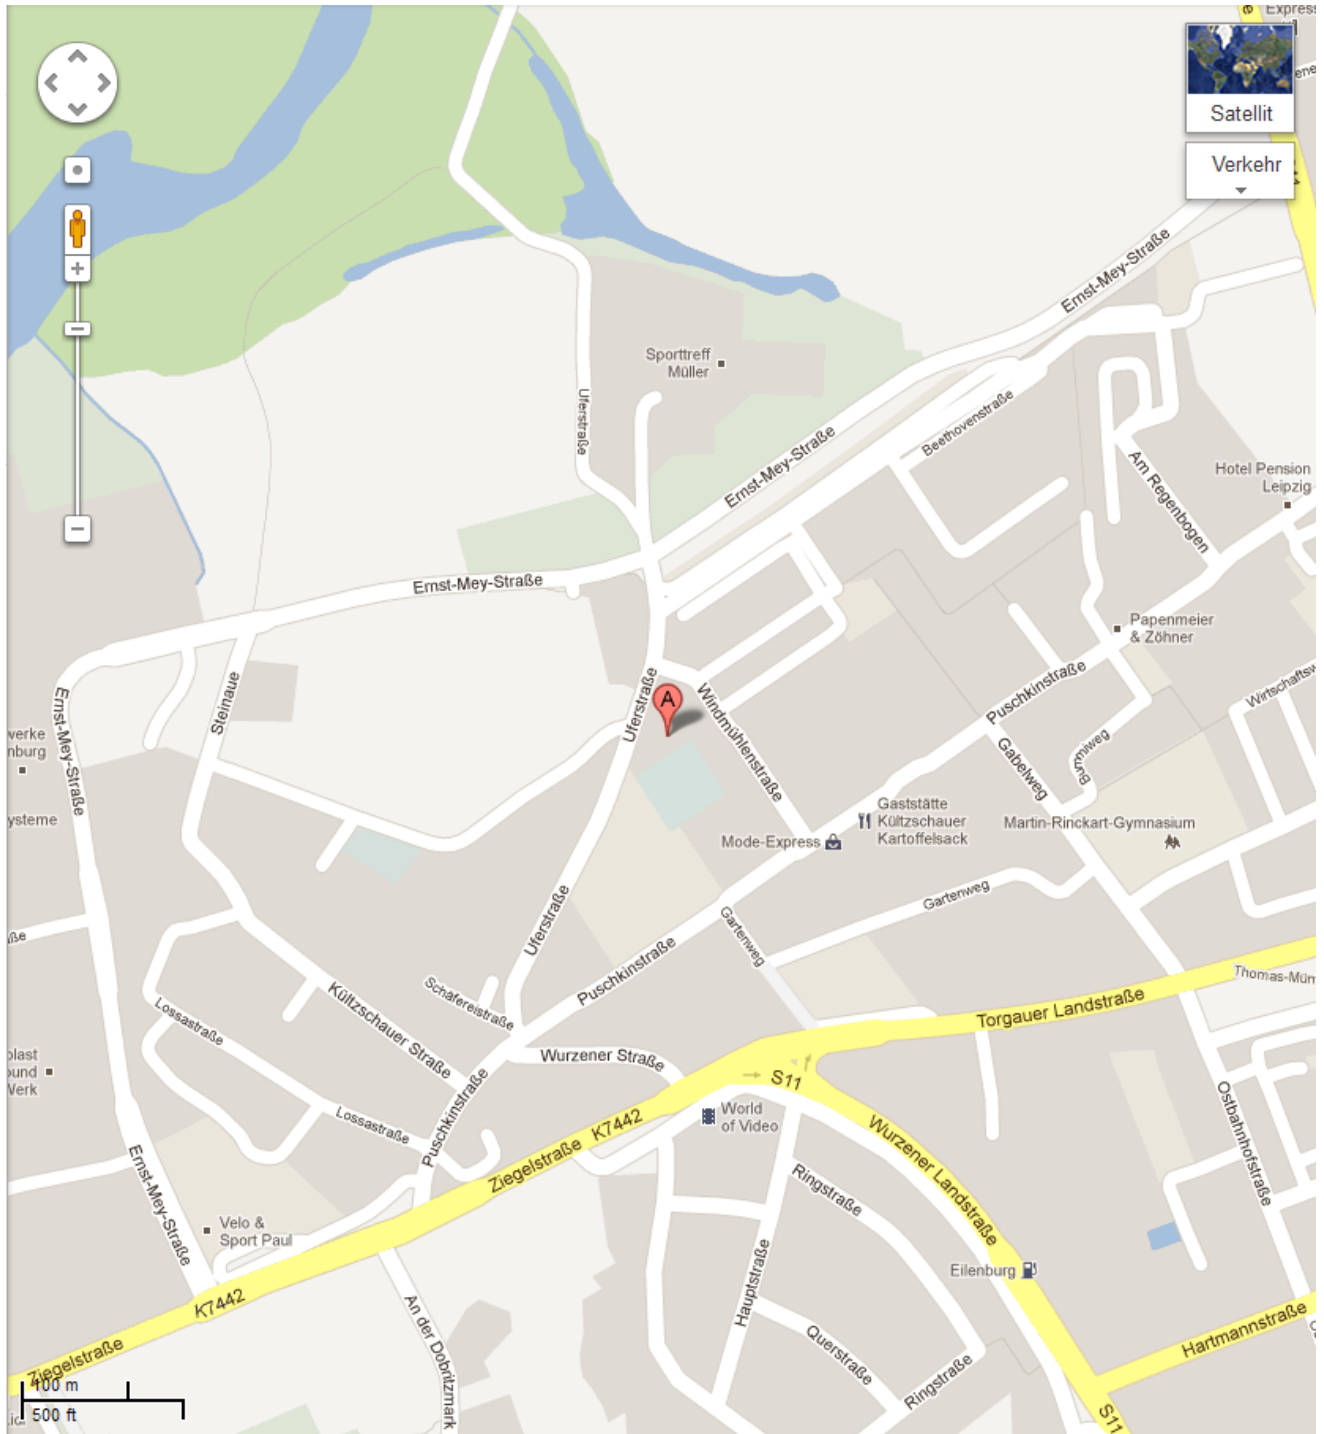 Express
Satellit
Verkehr
Ernst-Mey-Straße
Sporttreff
Müller
Uferstraße
Beethovenstraße
Ernst-Mey-Straße
Am Regenbogen
Hotel Pension
Leipzig
Ernst-Mey-Straße
Papenmeier
& Zöhner
Puschkinstraße
Steinaue
Uferstraße
A
Windmühlenstraße
Ernst-Mey-Straße
Gabelweg
Gaststätte
Kültzschauer
Kartoffelsack
Martin-Rinckart-Gymnasium
Mode-Express
Gartenweg
Uferstraße
Gartenweg
Puschkinstraße
Schäfereistraße
Kültzschauer Straße
Lossastraße
Torgauer Landstraße
Wurzener Straße
S11
World
of Video
K7442
Lossastraße
Puschkinstraße
Ziegelstraße
Wurzener Landstraße
Ostbahnhofstraße
Ernst-Mey-Straße
Ringstraße
Velo &
Sport Paul
Hauptstraße
Eilenburg
K7442
An der Dobritzmark
Querstraße
Ringstraße
Hartmannstraße
Ziegelstraße
S11
100 m
500 ft